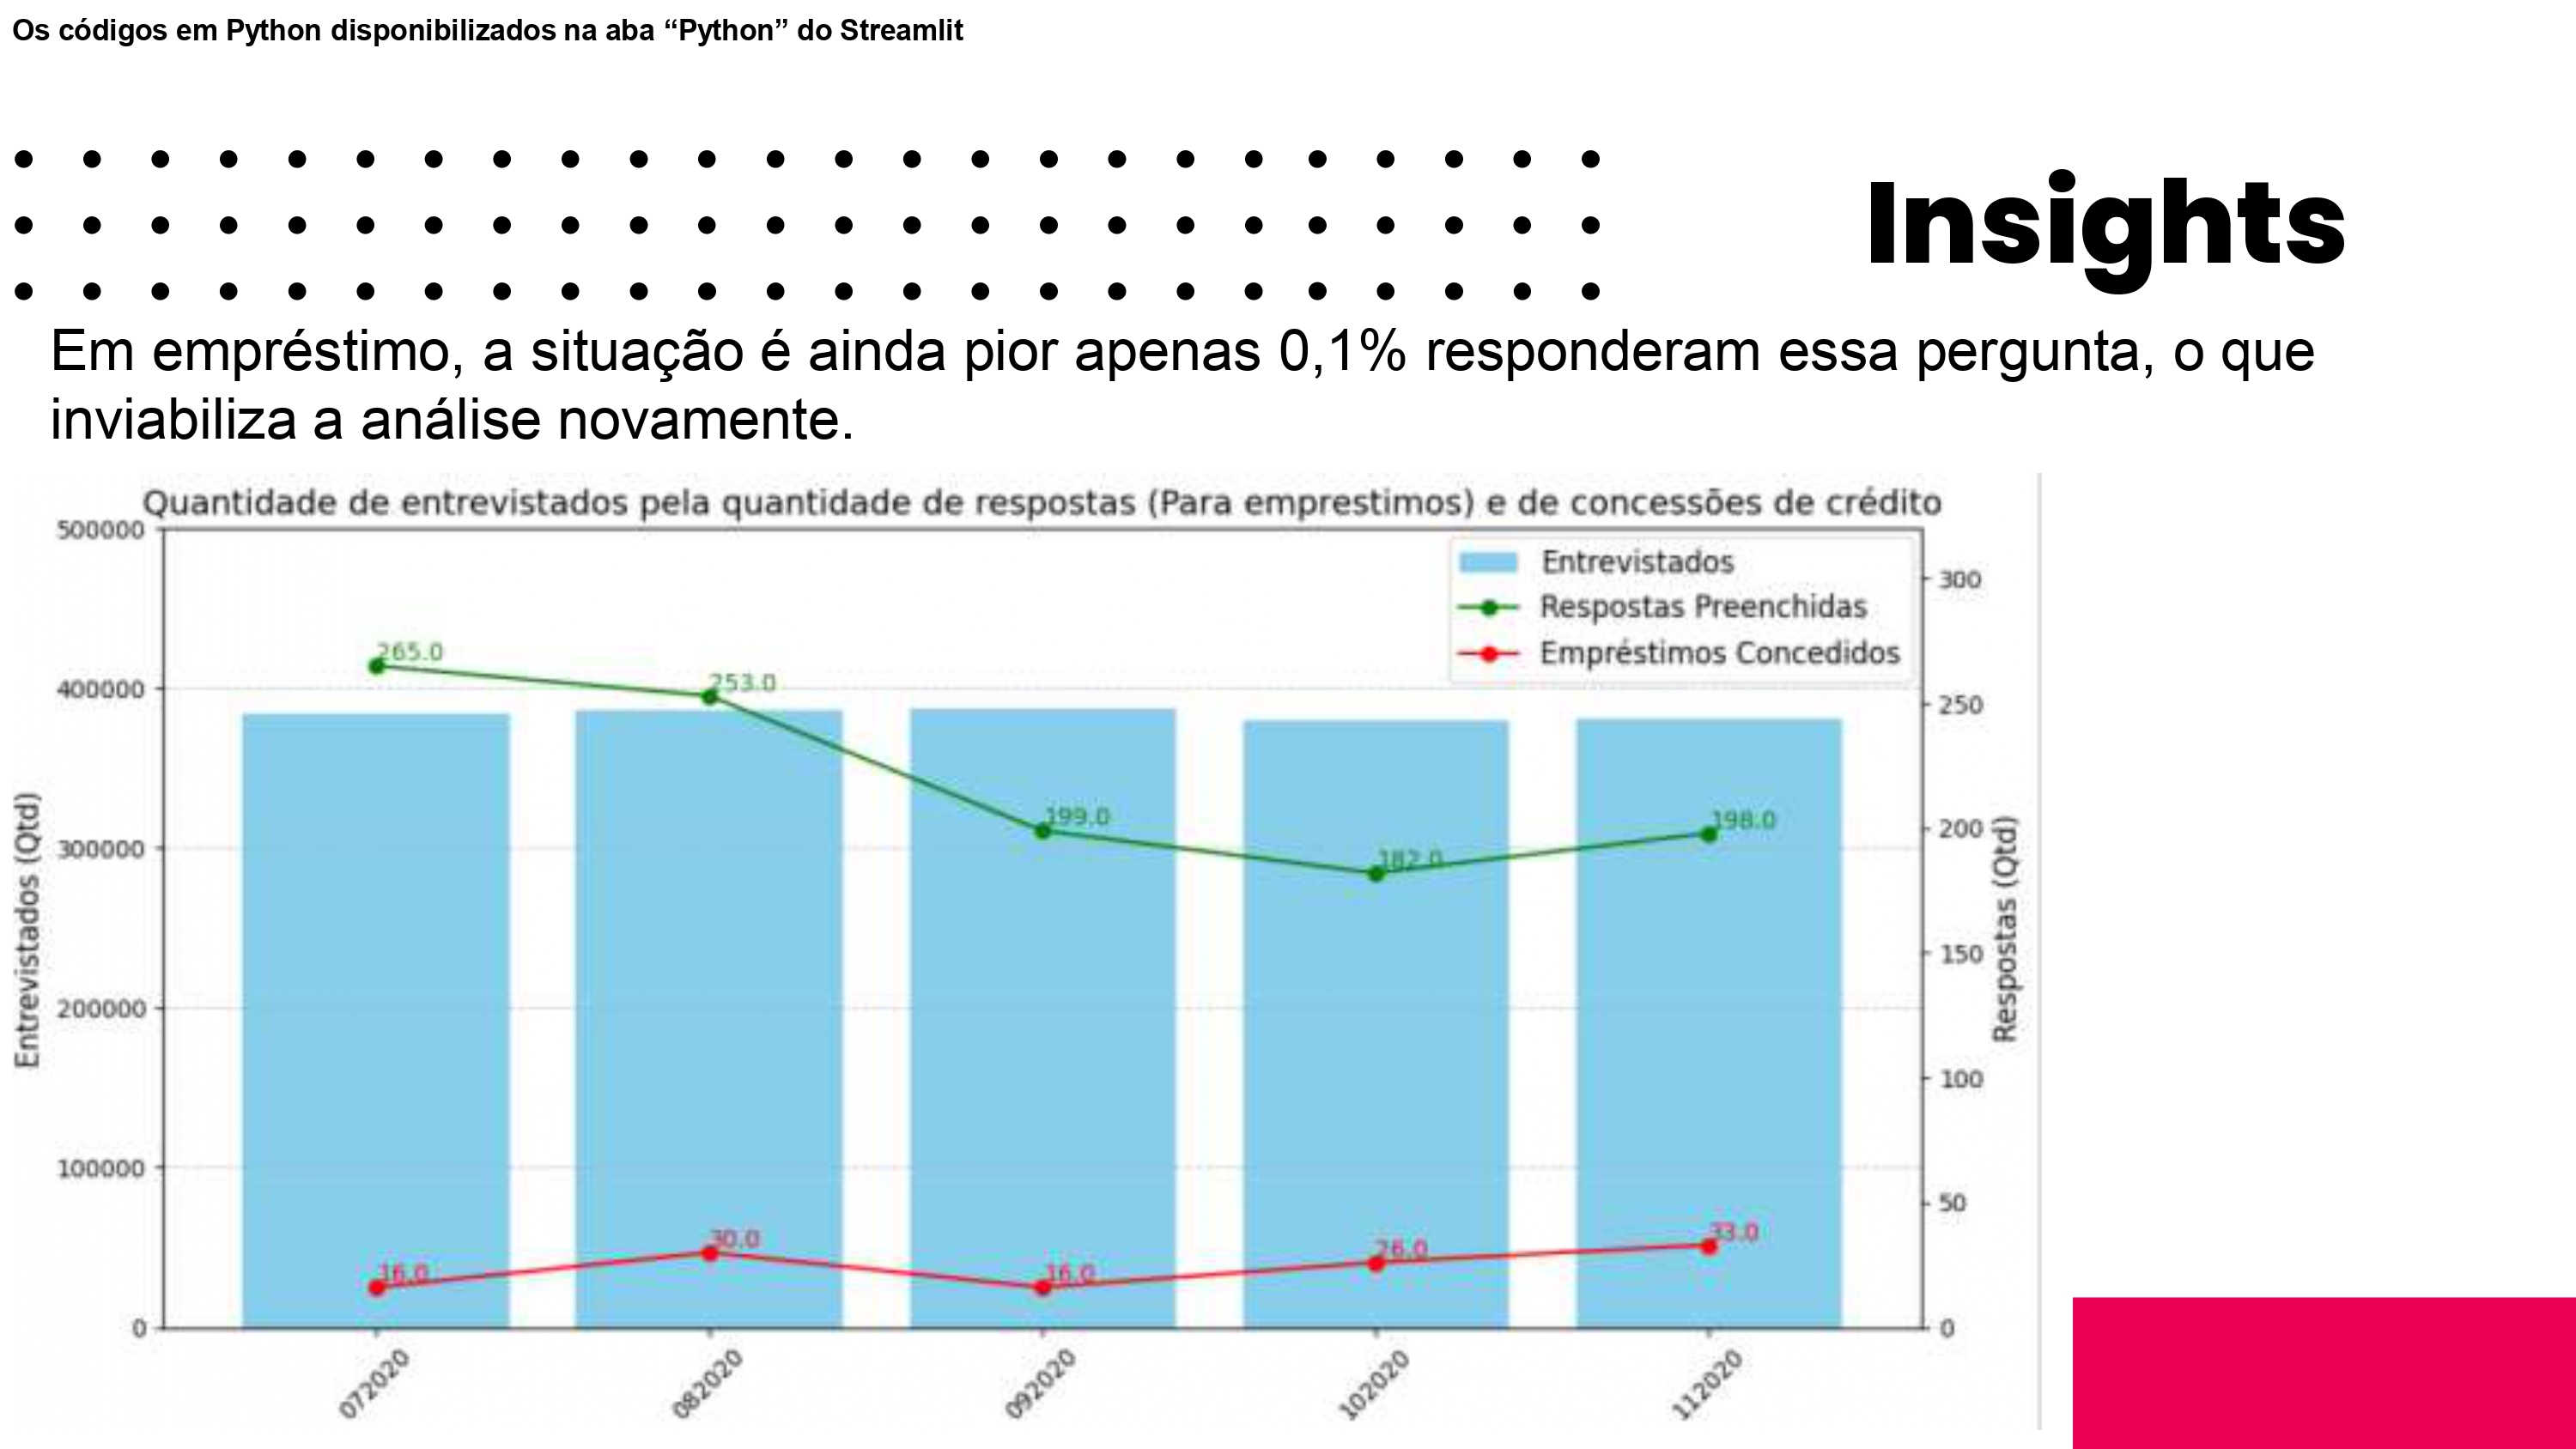 Os códigos em Python disponibilizados na aba “Python” do Streamlit
Insights
Em empréstimo, a situação é ainda pior apenas 0,1% responderam essa pergunta, o que
inviabiliza a análise novamente.
Quantidade de entrevistados pela quantidade de respostas (Para emprestimos) e de concessões de crédito
Entrevistados
Respostas Preenchidas
Empréstimos Concedidos
Entrevistados (Qtd)
500000
400000
300000
200000
100000
0
265.0
253.0
199.0
182.0
198.0
16.0
30.0
16.0
26.0
33.0
300
250
200
150
100
50
0
Respostas (Qtd)
072020
082020
092020
102020
112020